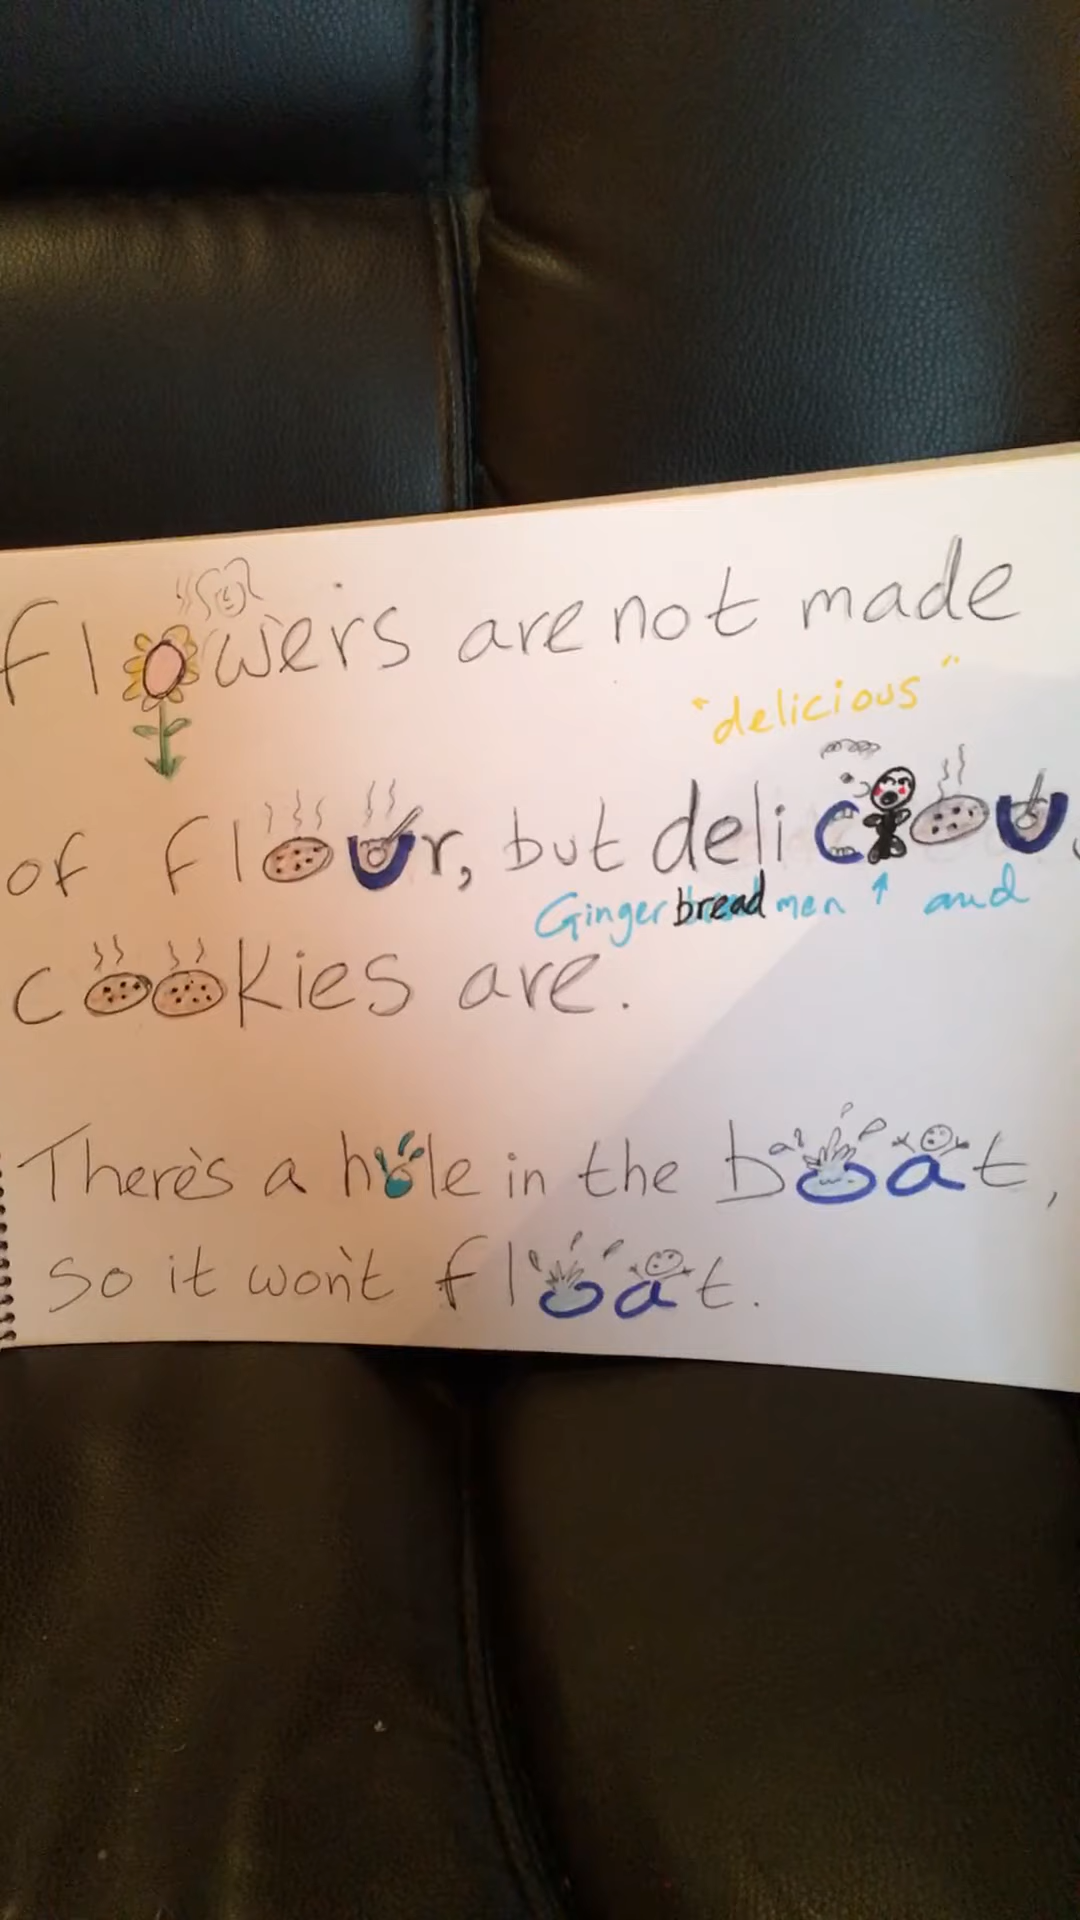 flowers are not made
"delicious"
of flour, but deliciou
Gingerbread men ↑ and
cookies are.
There's a hole in the boat,
so it won't float.